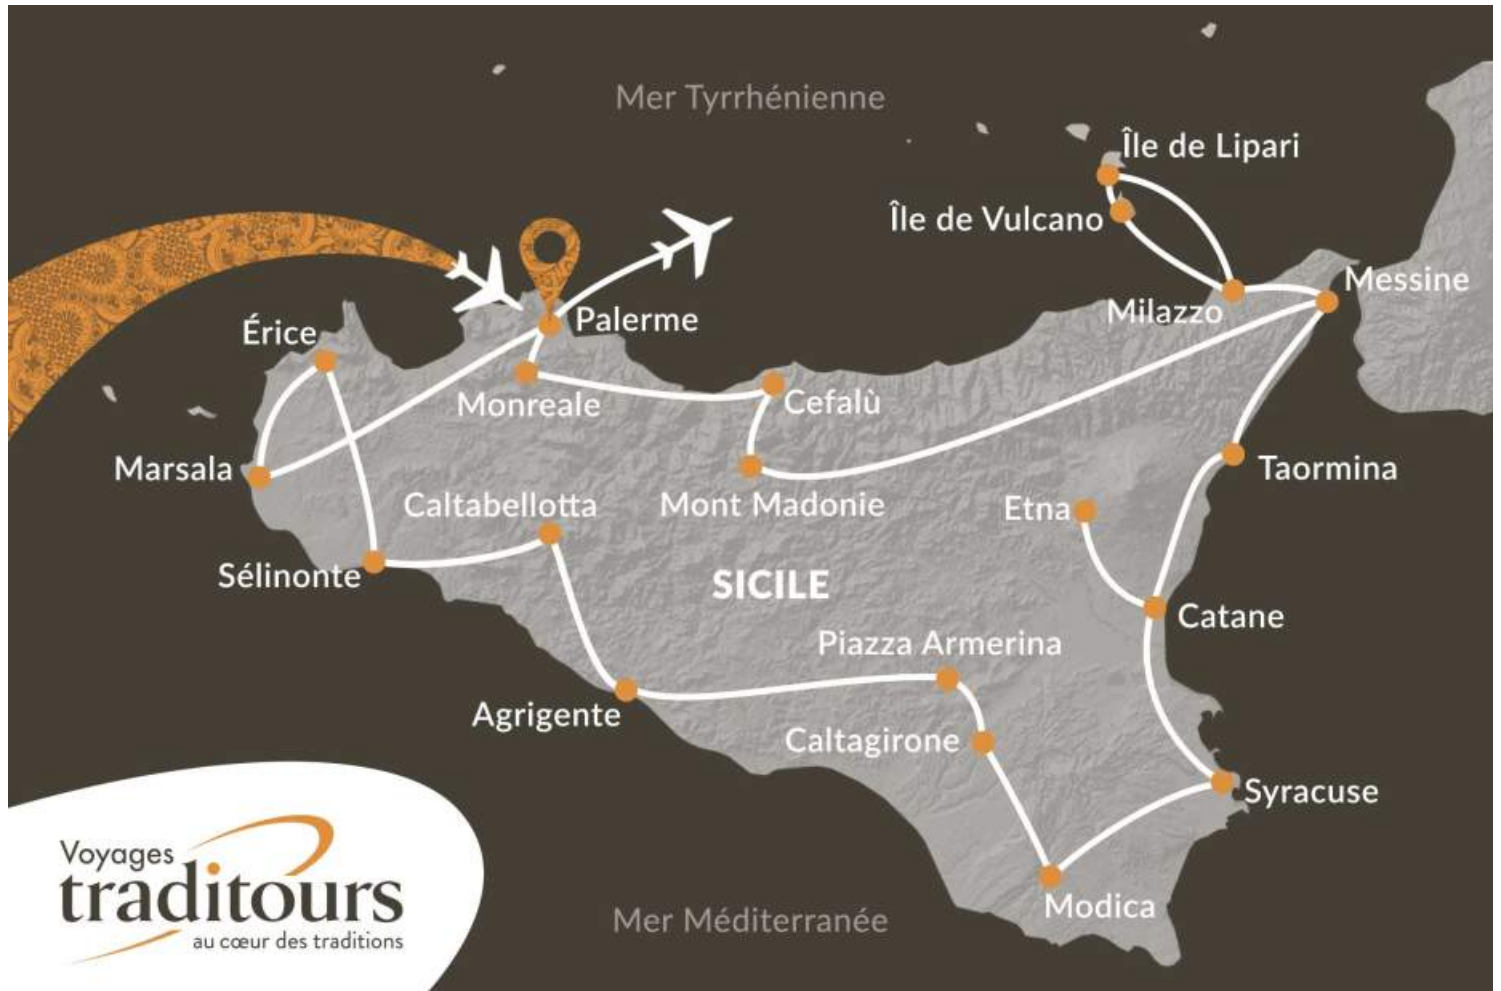 Mer Tyrrhénienne
Île de Lipari
Île de Vulcano
Messine
Milazzo
Palerme
Érice
Monreale
Cefalù
Marsala
Taormina
Caltabellotta
Mont Madonie
Etna
Sélinonte
SICILE
Catane
Piazza Armerina
Agrigente
Caltagirone
Syracuse
Modica
Mer Méditerranée
Voyages
traditours
au cœur des traditions